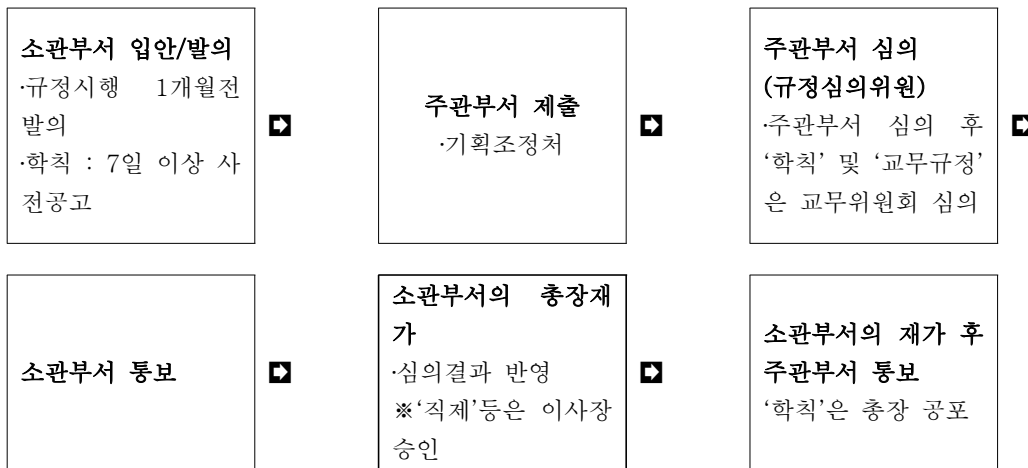 소관부서 입안/발의
·규정시행 1개월전
발의
·학칙 : 7일 이상 사
전공고
주관부서 제출
·기획조정처
주관부서 심의
(규정심의위원)
·주관부서 심의 후
‘학칙’ 및 ‘교무규정’
은 교무위원회 심의
소관부서 통보
소관부서의 총장재
가
·심의결과 반영
※‘직제’등은 이사장
승인
소관부서의 재가 후
주관부서 통보
‘학칙’은 총장 공포